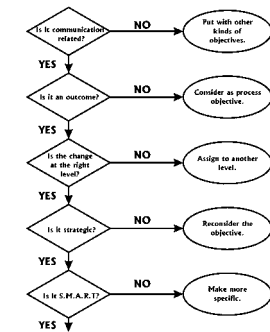 Is it communication
related?
NO
Put with other
kinds of
objectives.
YES
Is it an outcome?
NO
Consider as process
objective.
YES
Is the change
at the right
level?
NO
Assign to another
level.
YES
Is it strategic?
NO
Reconsider the
objective.
YES
Is it S.M.A.R.T?
NO
Make more
specific.
YES